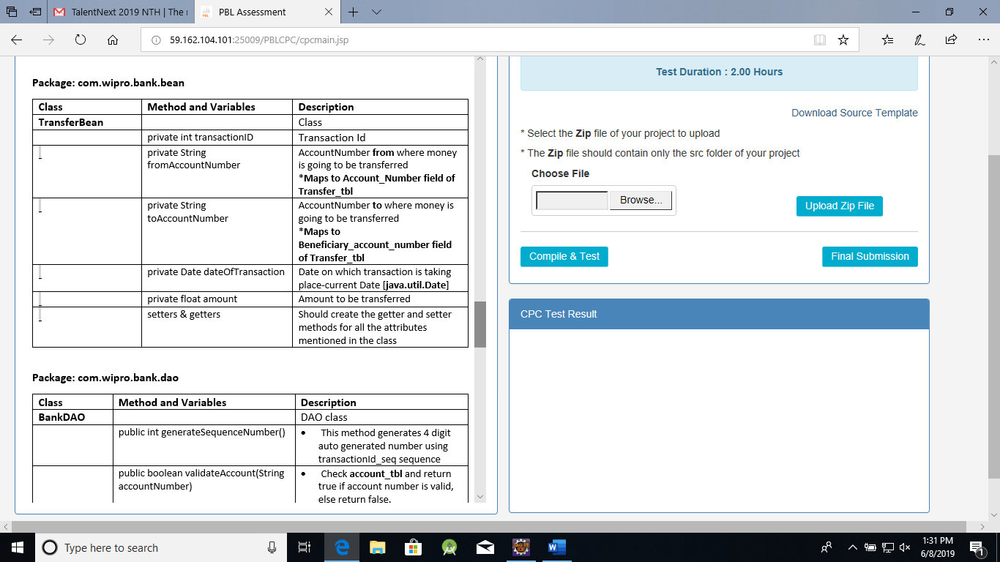 TalentNext 2019 NTH | The
PBL Assessment
59.162.104.101:25009/PBLCPC/cpcmain.jsp
Package: com.wipro.bank.bean
Class Method and Variables Description
TransferBean Class
private int transactionID Transaction Id
private String AccountNumber from where money
fromAccountNumber is going to be transferred
*Maps to Account_Number field of
Transfer_tbl
private String AccountNumber to where money is
toAccountNumber going to be transferred
*Maps to
Beneficiary_account_number field
of Transfer_tbl
private Date dateOfTransaction Date on which transaction is taking
place-current Date [java.util.Date]
private float amount Amount to be transferred
setters & getters Should create the getter and setter
methods for all the attributes
mentioned in the class
Package: com.wipro.bank.dao
Class Method and Variables Description
BankDAO DAO class
public int generateSequenceNumber() • This method generates 4 digit
auto generated number using
transactionId_seq sequence
public boolean validateAccount(String • Check account_tbl and return
accountNumber) true if account number is valid,
else return false.
Test Duration : 2.00 Hours
Download Source Template
* Select the Zip file of your project to upload
* The Zip file should contain only the src folder of your project
Choose File
Browse...
Upload Zip File
Compile & Test Final Submission
CPC Test Result
Type here to search
1:31 PM
6/8/2019
1